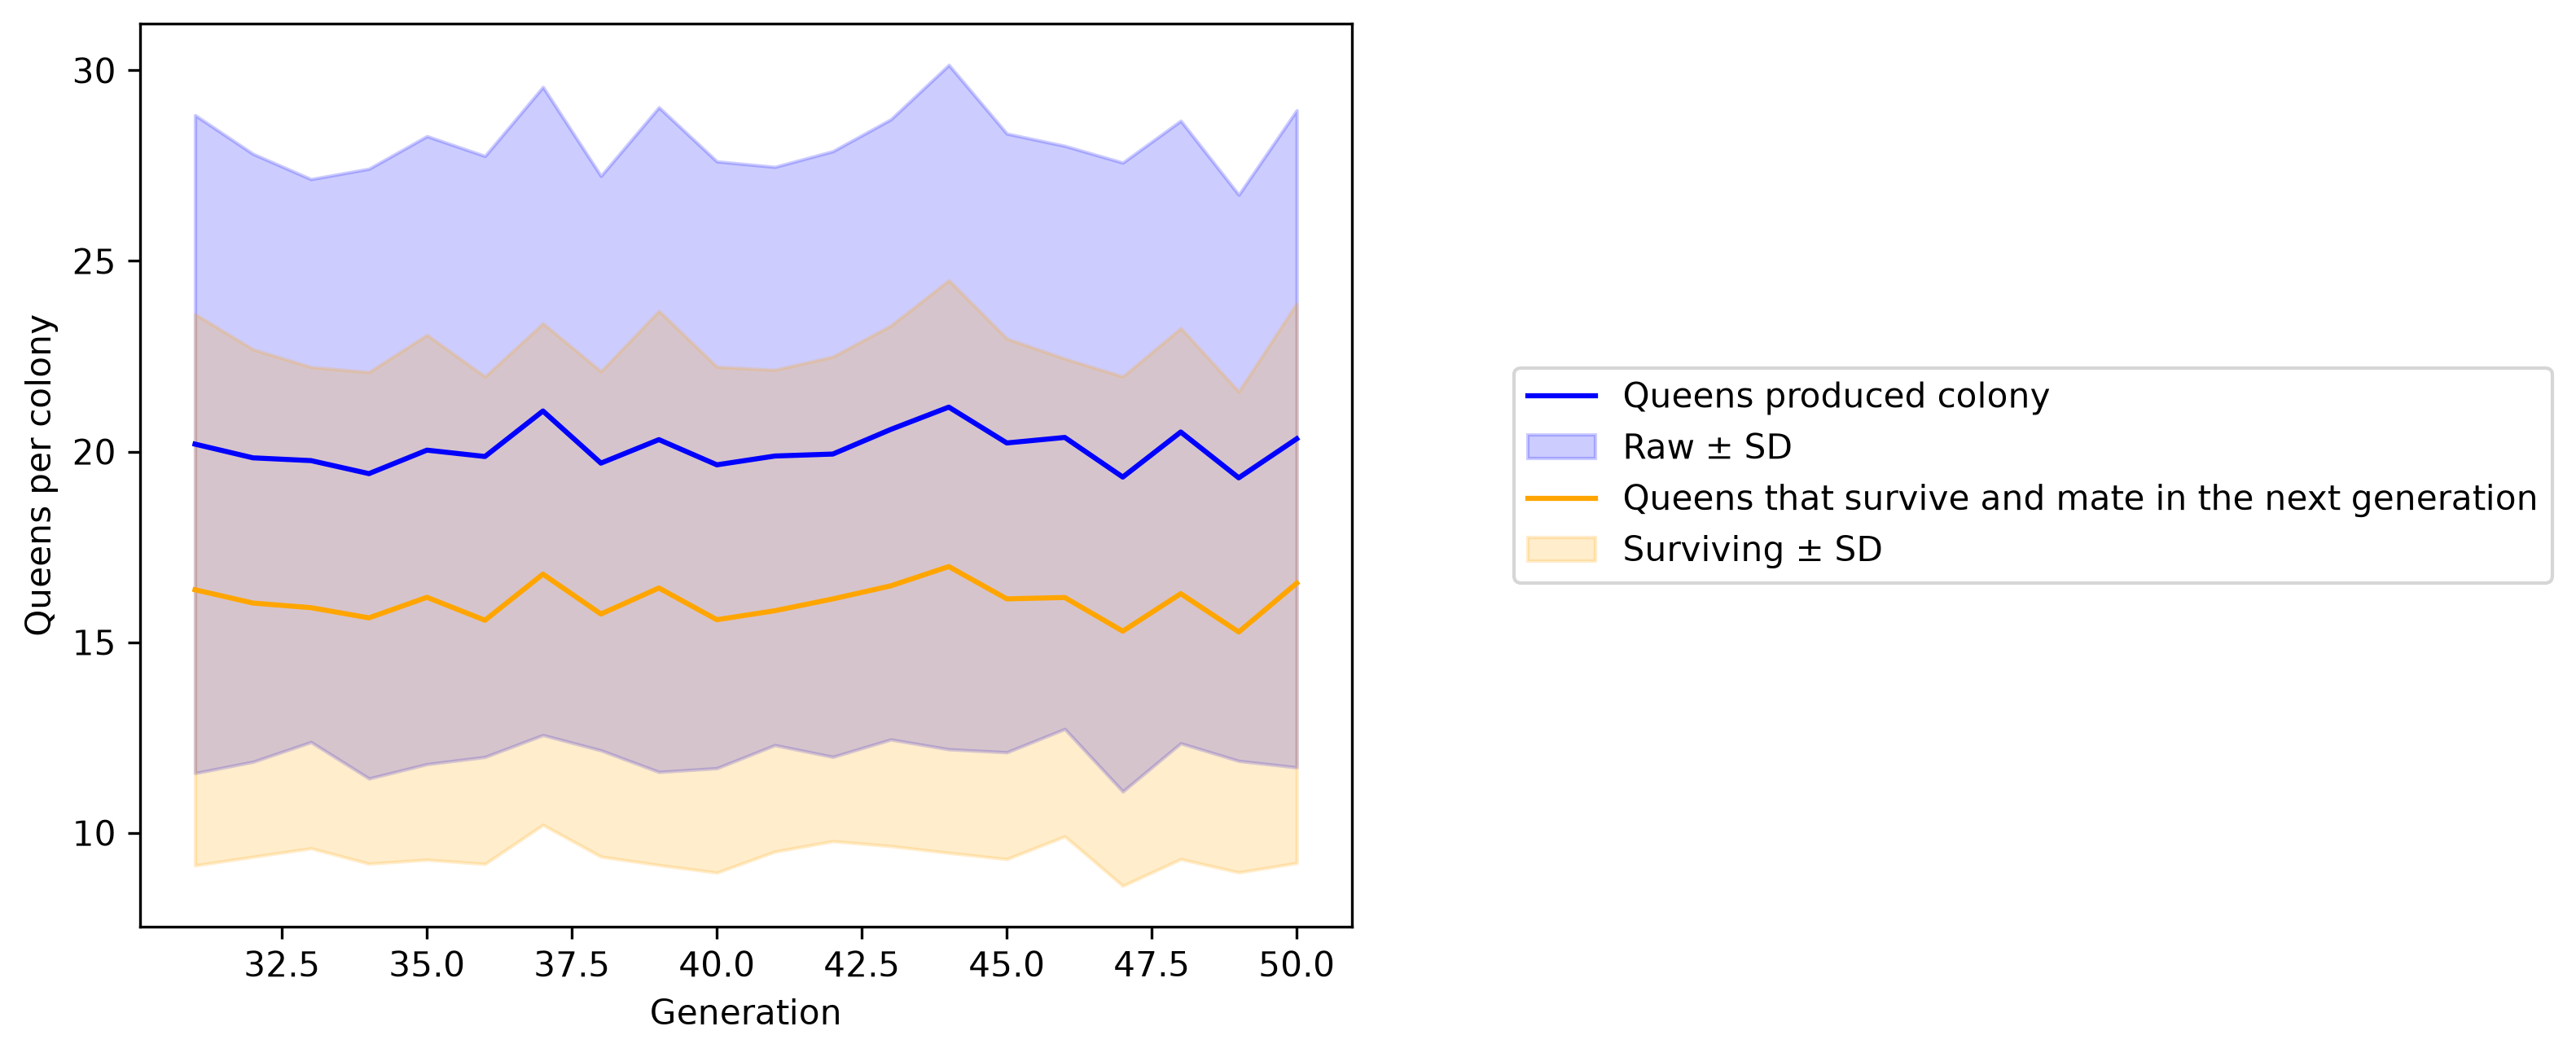 30
25
20
15
10
Queens per colony
32.5 35.0 37.5 40.0 42.5 45.0 47.5 50.0
Generation
Queens produced colony
Raw ± SD
Queens that survive and mate in the next generation
Surviving ± SD